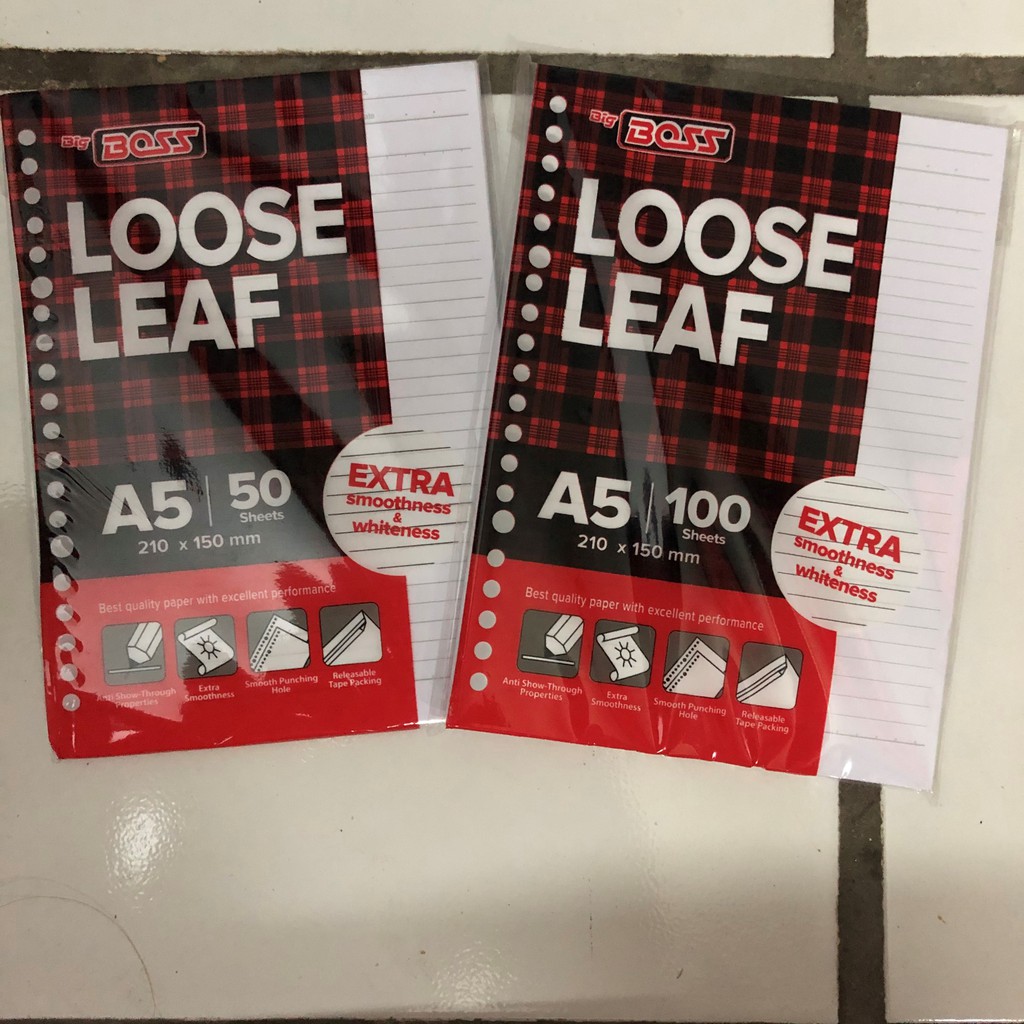 Big BOSS
LOOSE
LEAF
A5 | 50
Sheets
210 x 150 mm
EXTRA
smoothness
&
whiteness
Best quality paper with excellent performance
Anti Show-Through
Properties
Extra
Smoothness
Smooth Punching
Hole
Releasable
Tape Packing
Big BOSS
LOOSE
LEAF
A5 | 100
Sheets
210 x 150 mm
EXTRA
smoothness
&
whiteness
Best quality paper with excellent performance
Anti Show-Through
Properties
Extra
Smoothness
Smooth Punching
Hole
Releasable
Tape Packing